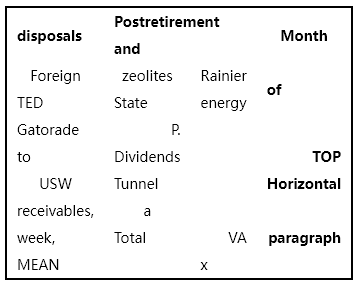 disposals Postretirement and Month
Foreign zeolites Rainier of
TED State energy
Gatorade P.
to Dividends TOP
USW Tunnel Horizontal
receivables, a
week, Total VA paragraph
MEAN x